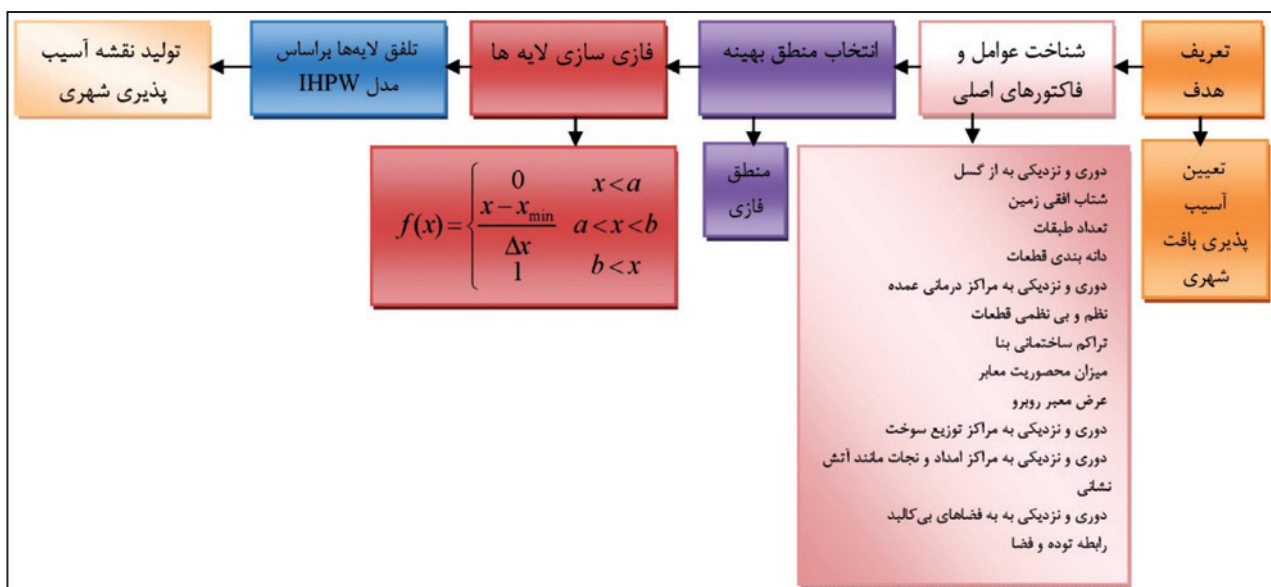 تعریف
هدف
شناخت عوامل و
فاکتورهای اصلی
انتخاب منطق بهینه
فازی سازی لایه ها
تلفق لایه‌ها براساس
مدل IHPW
تولید نقشه آسیب
پذیری شهری
تعیین
آسیب
پذیری بافت
شهری
دوری و نزدیکی به از گسل
شتاب افقی زمین
تعداد طبقات
دانه بندی قطعات
دوری و نزدیکی به مراکز درمانی عمده
نظم و بی نظمی قطعات
تراکم ساختمانی بنا
میزان محصوریت معابر
عرض معبر روبرو
دوری و نزدیکی به مراکز توزیع سوخت
دوری و نزدیکی به مراکز امداد و نجات مانند آتش
نشانی
دوری و نزدیکی به به فضاهای بی‌کالبد
رابطه توده و فضا
منطق
فازی
0 x < a
f(x) = { x − x_min / Δx a < x < b
1 b < x